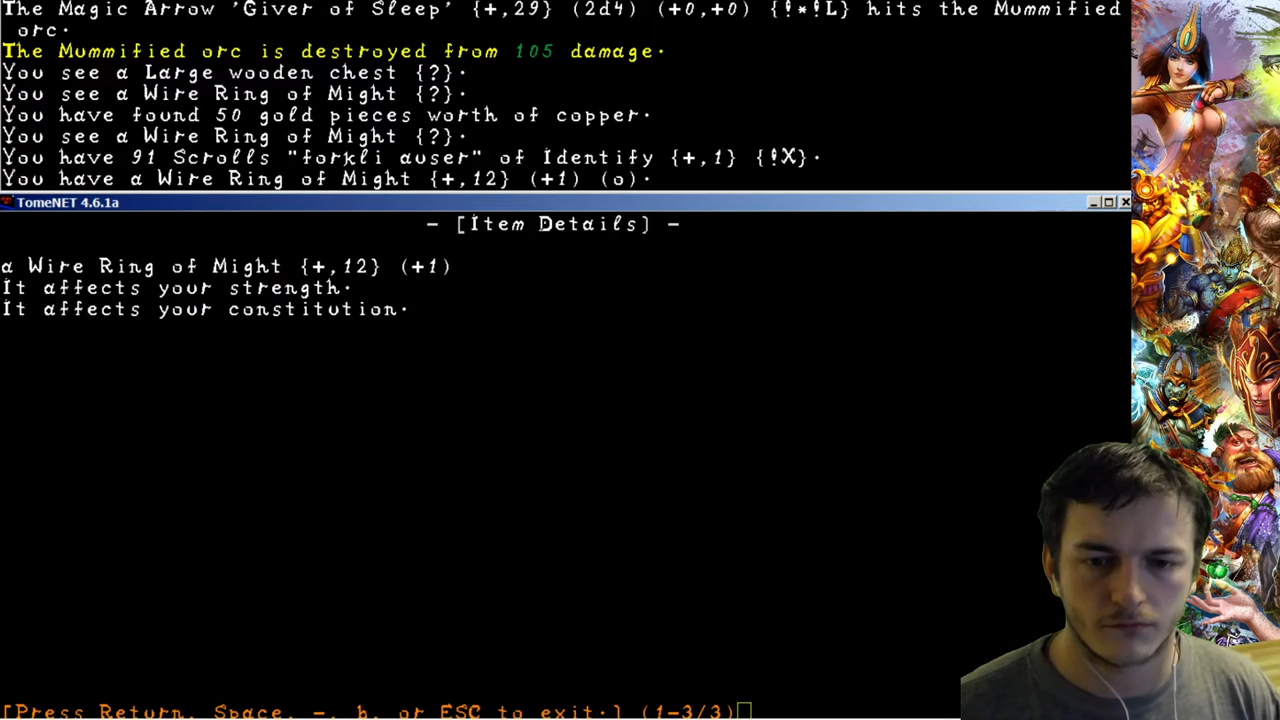 The Magic Arrow 'Giver of Sleep' {+,29} (2d4) (+0,+0) {!*!L} hits the Mummified
orc.
The Mummified orc is destroyed from 105 damage.
You see a Large wooden chest {?}.
You see a Wire Ring of Might {?}.
You have found 50 gold pieces worth of copper.
You see a Wire Ring of Might {?}.
You have 91 Scrolls "forkli auser" of Identify {+,1} {!X}.
You have a Wire Ring of Might {+,12} (+1) (o).
TomeNET 4.6.1a
- [Item Details] -
a Wire Ring of Might {+,12} (+1)
It affects your strength.
It affects your constitution.
[Press Return, Space, -, b, or ESC to exit.] (1-3/3)